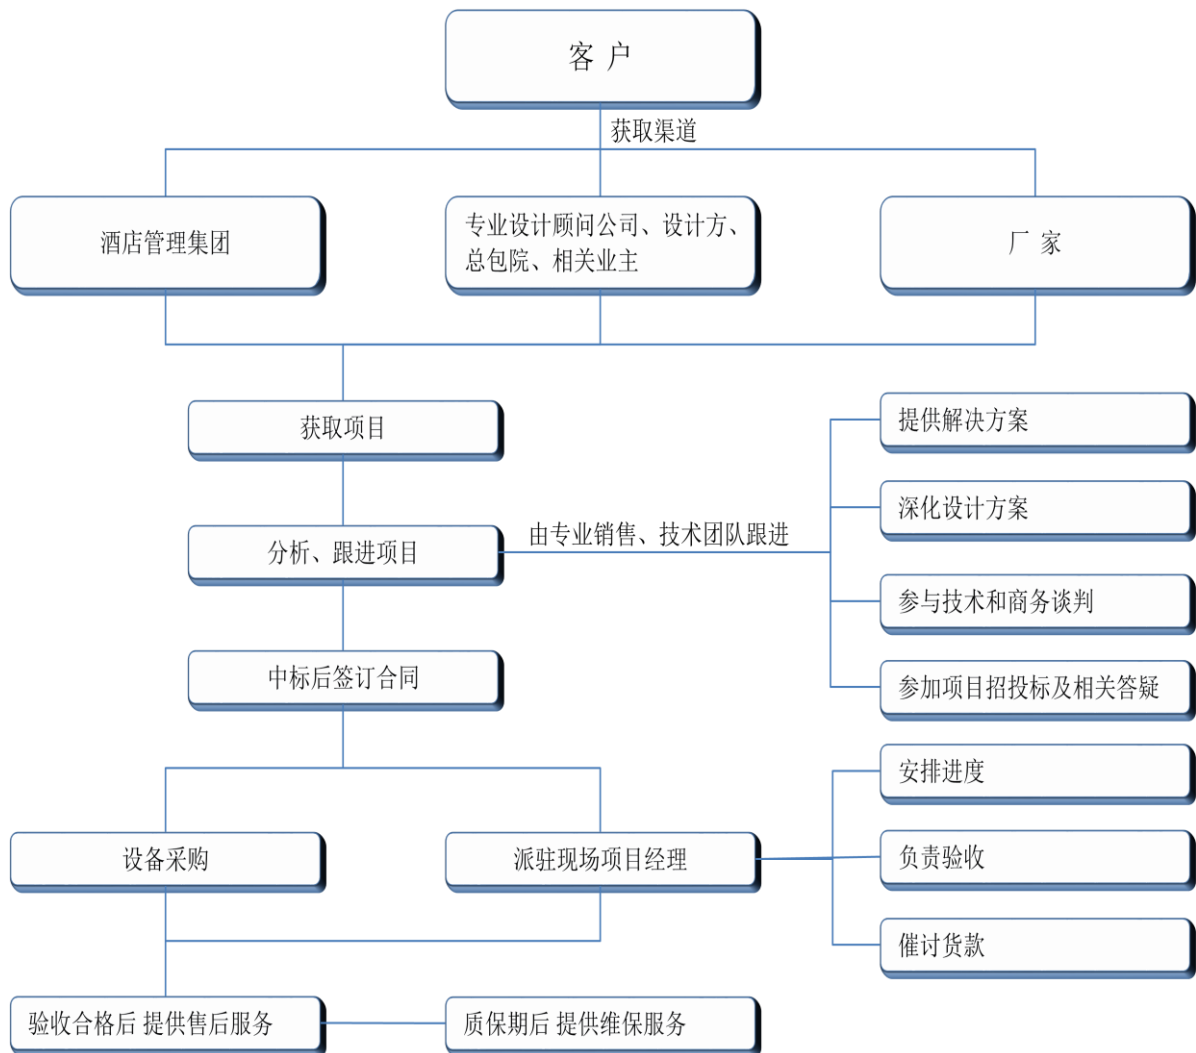 客 户
获取渠道
酒店管理集团
专业设计顾问公司、设计方、
总包院、相关业主
厂 家
获取项目
提供解决方案
深化设计方案
分析、跟进项目
由专业销售、技术团队跟进
参与技术和商务谈判
中标后签订合同
参加项目招投标及相关答疑
安排进度
设备采购
派驻现场项目经理
负责验收
催讨货款
验收合格后 提供售后服务
质保期后 提供维保服务